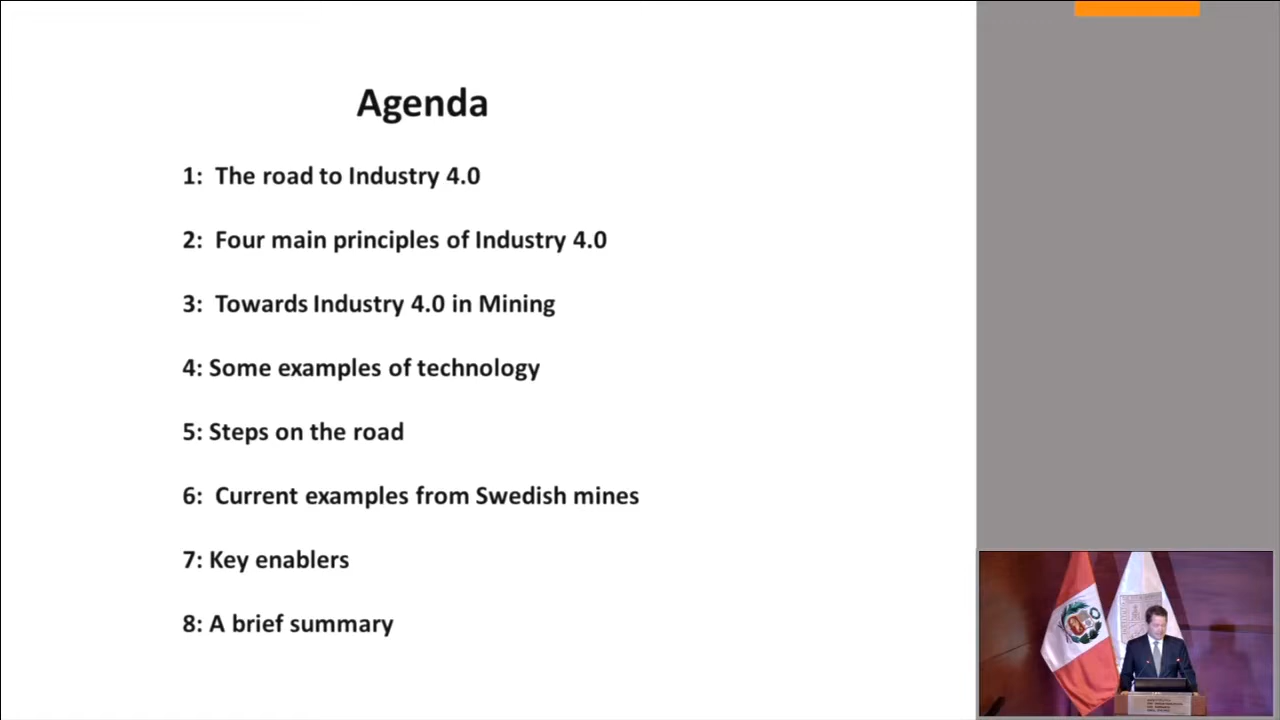 Agenda
1:  The road to Industry 4.0
2:  Four main principles of Industry 4.0
3:  Towards Industry 4.0 in Mining
4: Some examples of technology
5: Steps on the road
6:  Current examples from Swedish mines
7: Key enablers
8: A brief summary